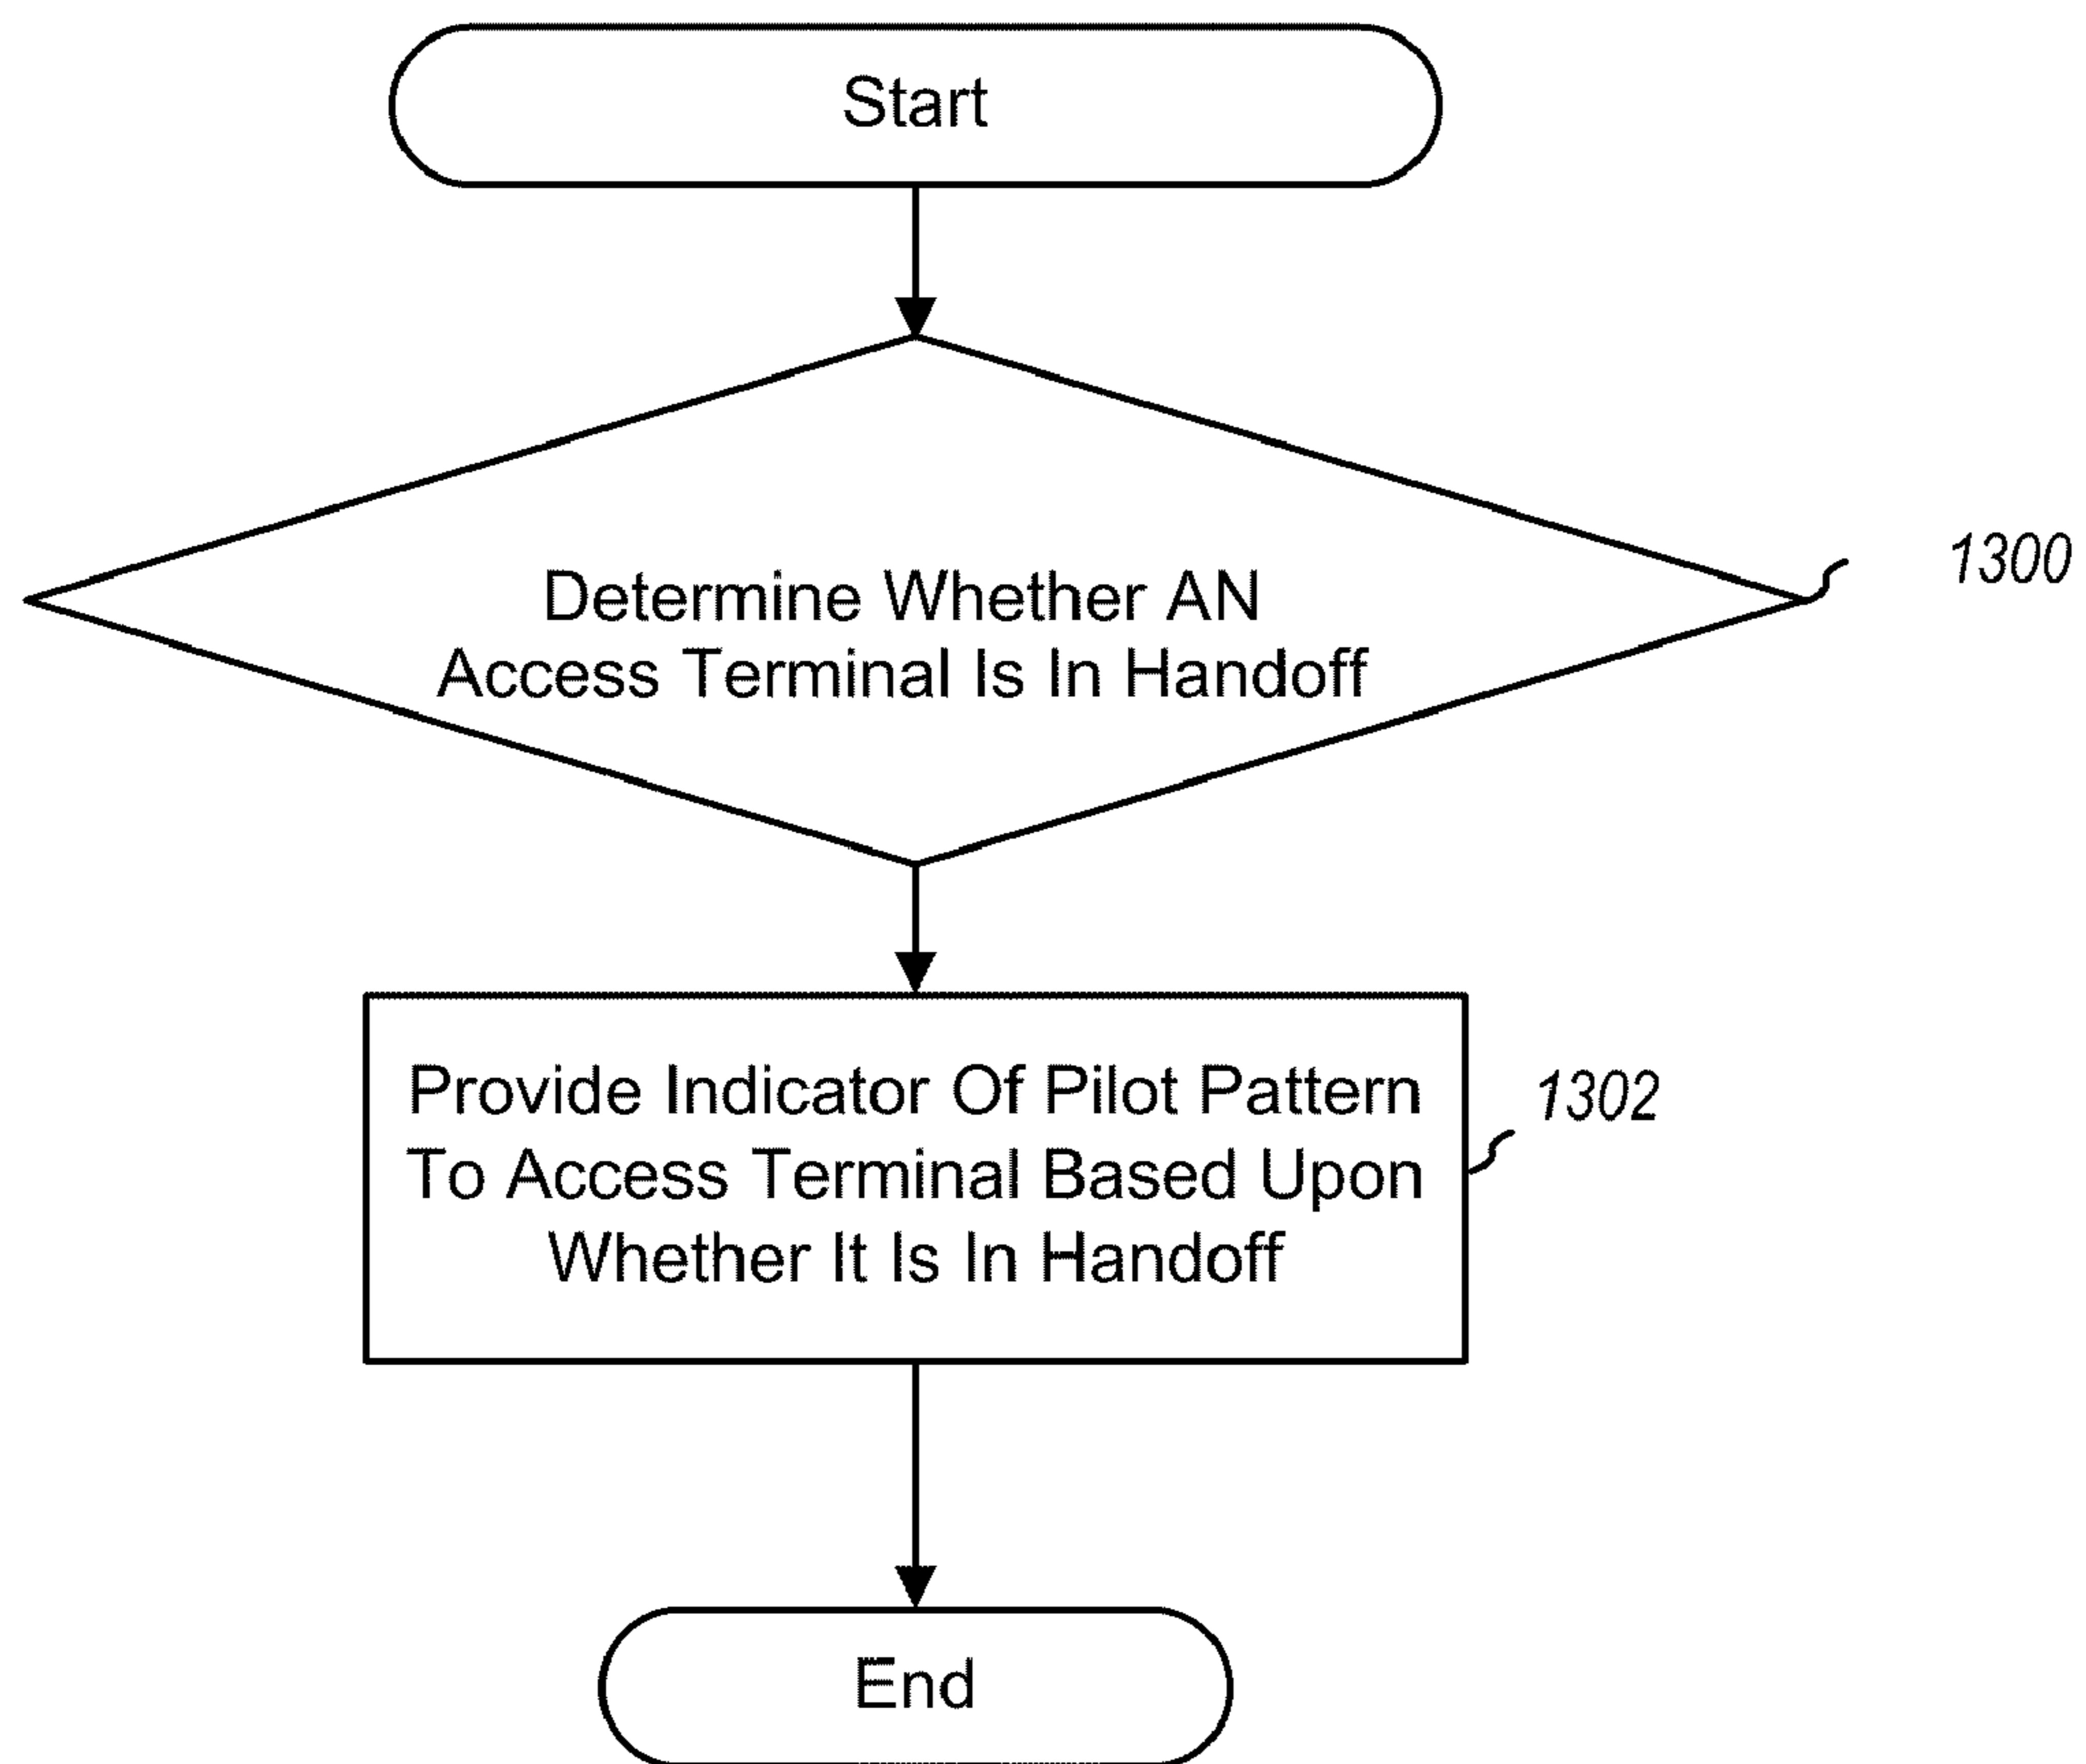 Start
Determine Whether AN
Access Terminal Is In Handoff
1300
Provide Indicator Of Pilot Pattern
To Access Terminal Based Upon
Whether It Is In Handoff
1302
End